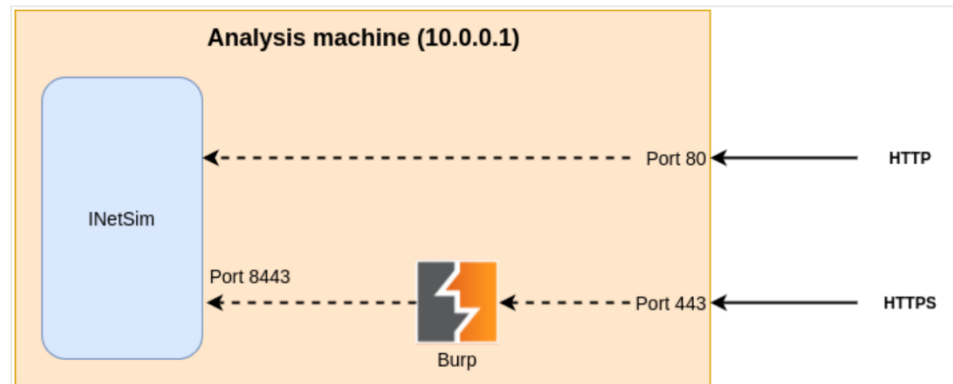 Analysis machine (10.0.0.1)
Port 80
HTTP
INetSim
Port 8443
Port 443
HTTPS
Burp